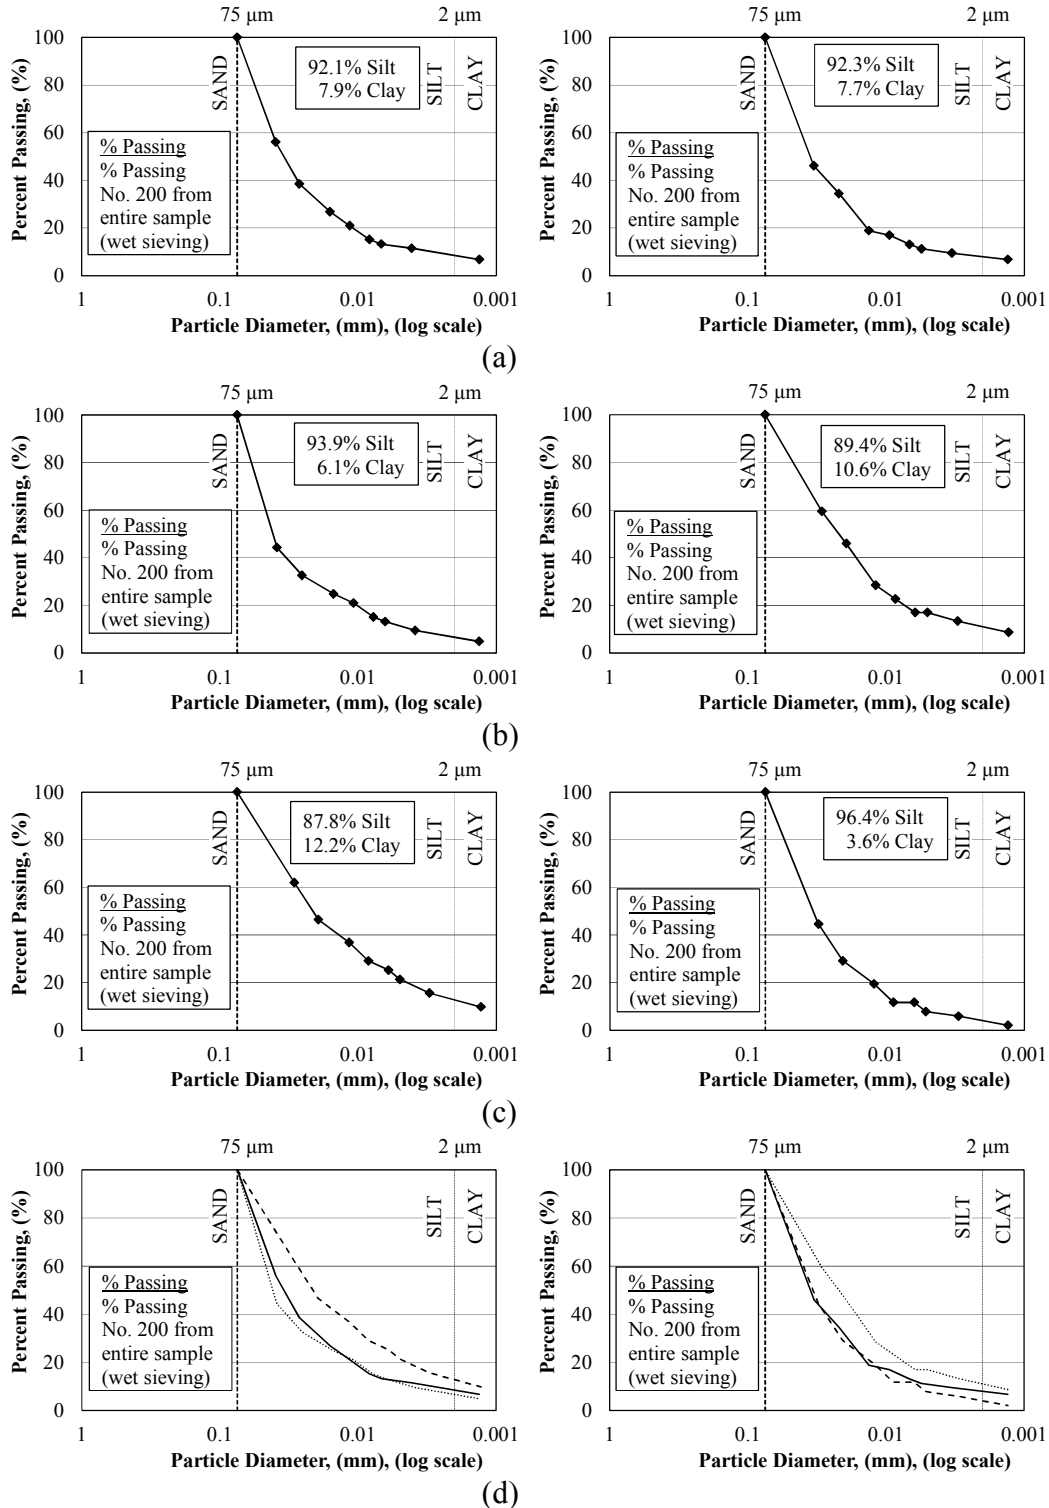 75 μm
2 μm
Percent Passing, (%)
100
80
60
40
20
0
SAND
92.1% Silt
7.9% Clay
SILT
CLAY
% Passing
% Passing
No. 200 from
entire sample
(wet sieving)
1
0.1
0.01
0.001
Particle Diameter, (mm), (log scale)
75 μm
2 μm
Percent Passing, (%)
100
80
60
40
20
0
SAND
92.3% Silt
7.7% Clay
SILT
CLAY
% Passing
% Passing
No. 200 from
entire sample
(wet sieving)
1
0.1
0.01
0.001
Particle Diameter, (mm), (log scale)
(a)
75 μm
2 μm
Percent Passing, (%)
100
80
60
40
20
0
SAND
93.9% Silt
6.1% Clay
SILT
CLAY
% Passing
% Passing
No. 200 from
entire sample
(wet sieving)
1
0.1
0.01
0.001
Particle Diameter, (mm), (log scale)
75 μm
2 μm
Percent Passing, (%)
100
80
60
40
20
0
SAND
89.4% Silt
10.6% Clay
SILT
CLAY
% Passing
% Passing
No. 200 from
entire sample
(wet sieving)
1
0.1
0.01
0.001
Particle Diameter, (mm), (log scale)
(b)
75 μm
2 μm
Percent Passing, (%)
100
80
60
40
20
0
SAND
87.8% Silt
12.2% Clay
SILT
CLAY
% Passing
% Passing
No. 200 from
entire sample
(wet sieving)
1
0.1
0.01
0.001
Particle Diameter, (mm), (log scale)
75 μm
2 μm
Percent Passing, (%)
100
80
60
40
20
0
SAND
96.4% Silt
3.6% Clay
SILT
CLAY
% Passing
% Passing
No. 200 from
entire sample
(wet sieving)
1
0.1
0.01
0.001
Particle Diameter, (mm), (log scale)
(c)
75 μm
2 μm
Percent Passing, (%)
100
80
60
40
20
0
SAND
SILT
CLAY
% Passing
% Passing
No. 200 from
entire sample
(wet sieving)
1
0.1
0.01
0.001
Particle Diameter, (mm), (log scale)
75 μm
2 μm
Percent Passing, (%)
100
80
60
40
20
0
SAND
SILT
CLAY
% Passing
% Passing
No. 200 from
entire sample
(wet sieving)
1
0.1
0.01
0.001
Particle Diameter, (mm), (log scale)
(d)